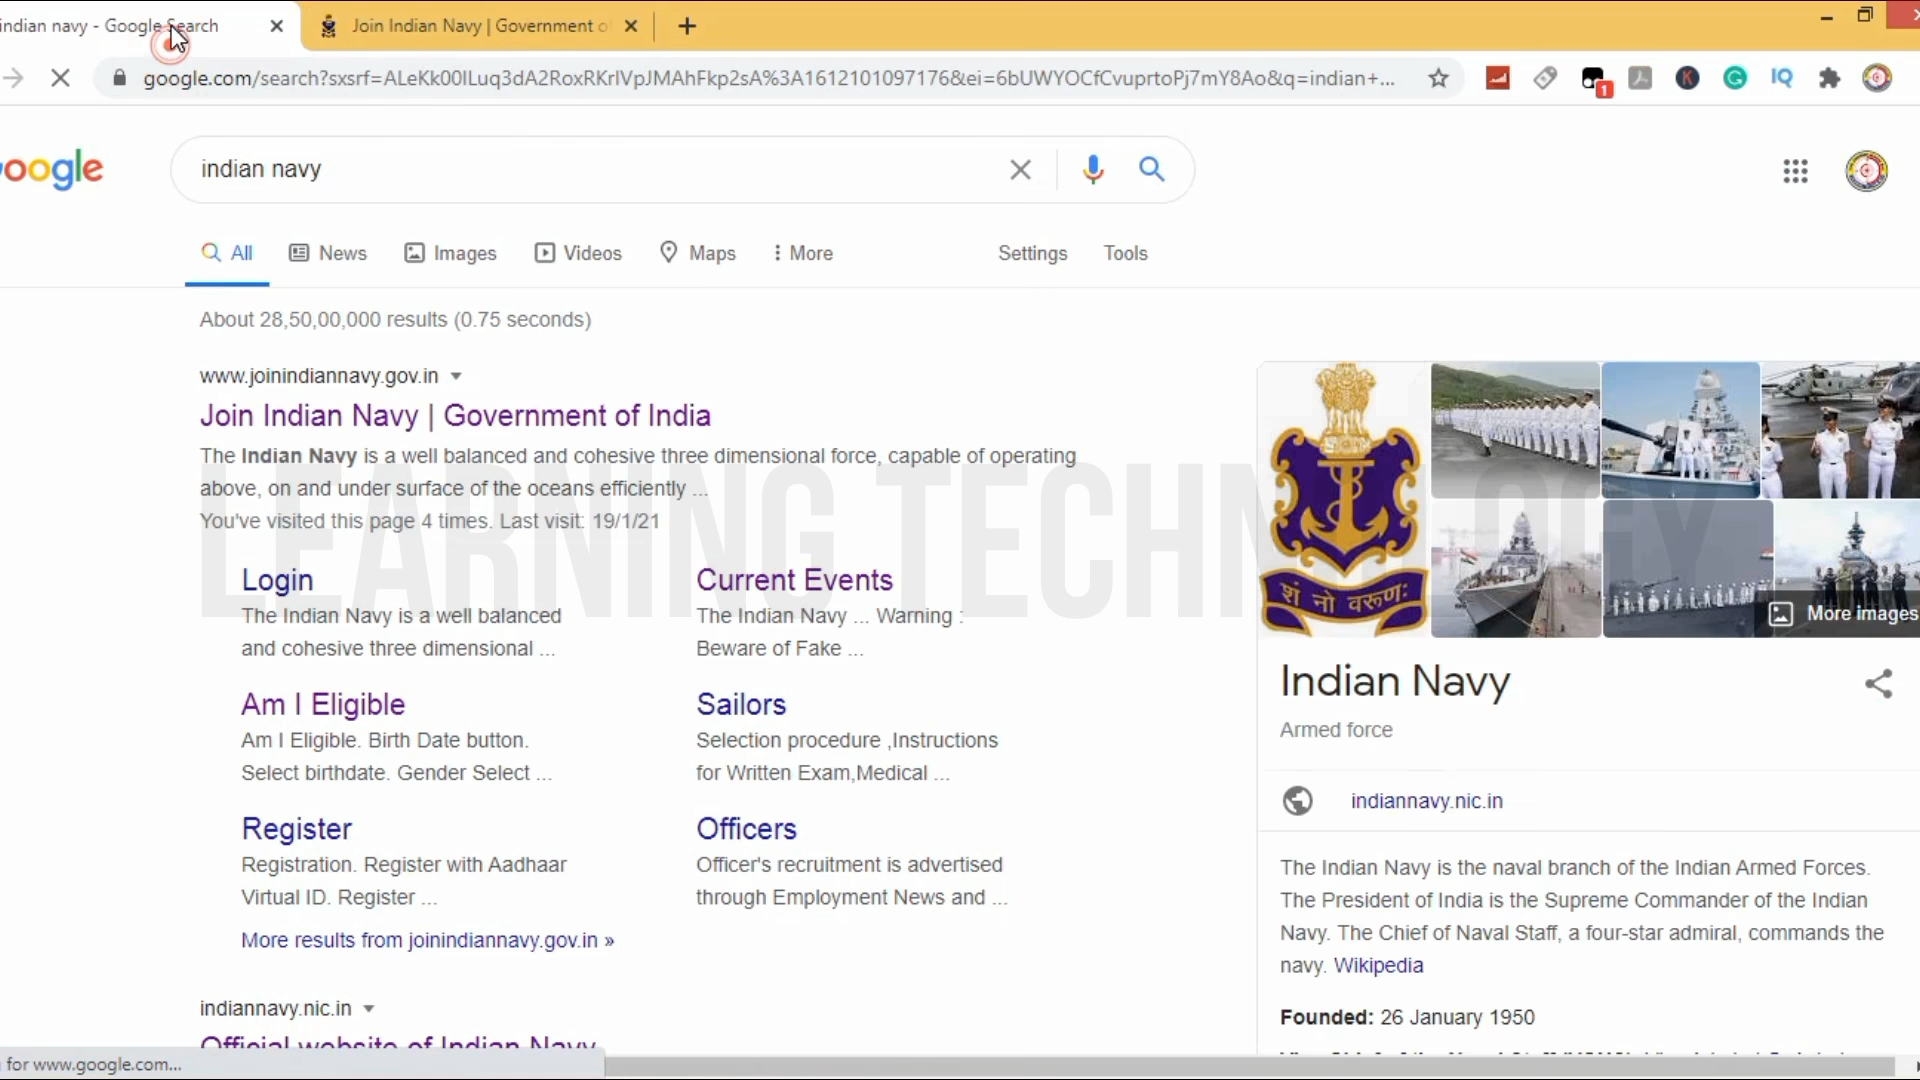 indian navy - Google Search
Join Indian Navy | Government o
google.com/search?sxsrf=ALeKk00ILuq3dA2RoxRKrIVpJMAhFkp2sA%3A1612101097176&ei=6bUWYOCfCvuprtoPj7mY8Ao&q=indian+...
1
K
G
IQ
oogle
indian navy
All
News
Images
Videos
Maps
More
Settings
Tools
About 28,50,00,000 results (0.75 seconds)
www.joinindiannavy.gov.in
Join Indian Navy | Government of India
The Indian Navy is a well balanced and cohesive three dimensional force, capable of operating
above, on and under surface of the oceans efficiently ...
You've visited this page 4 times. Last visit: 19/1/21
LEARNING TECHNOLOGY
Login
The Indian Navy is a well balanced
and cohesive three dimensional ...
Current Events
The Indian Navy ... Warning :
Beware of Fake ...
Am I Eligible
Am I Eligible. Birth Date button.
Select birthdate. Gender Select ...
Sailors
Selection procedure ,Instructions
for Written Exam,Medical ...
Register
Registration. Register with Aadhaar
Virtual ID. Register ...
Officers
Officer's recruitment is advertised
through Employment News and ...
More results from joinindiannavy.gov.in »
indiannavy.nic.in
Official website of Indian Navy
for www.google.com...
शं नो वरूणः
More images
Indian Navy
Armed force
indiannavy.nic.in
The Indian Navy is the naval branch of the Indian Armed Forces.
The President of India is the Supreme Commander of the Indian
Navy. The Chief of Naval Staff, a four-star admiral, commands the
navy. Wikipedia
Founded: 26 January 1950